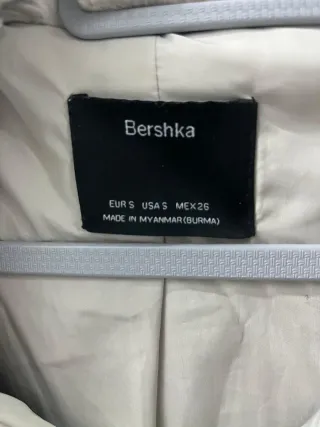 Bershka
EUR S USA S MEX 26
MADE IN MYANMAR(BURMA)